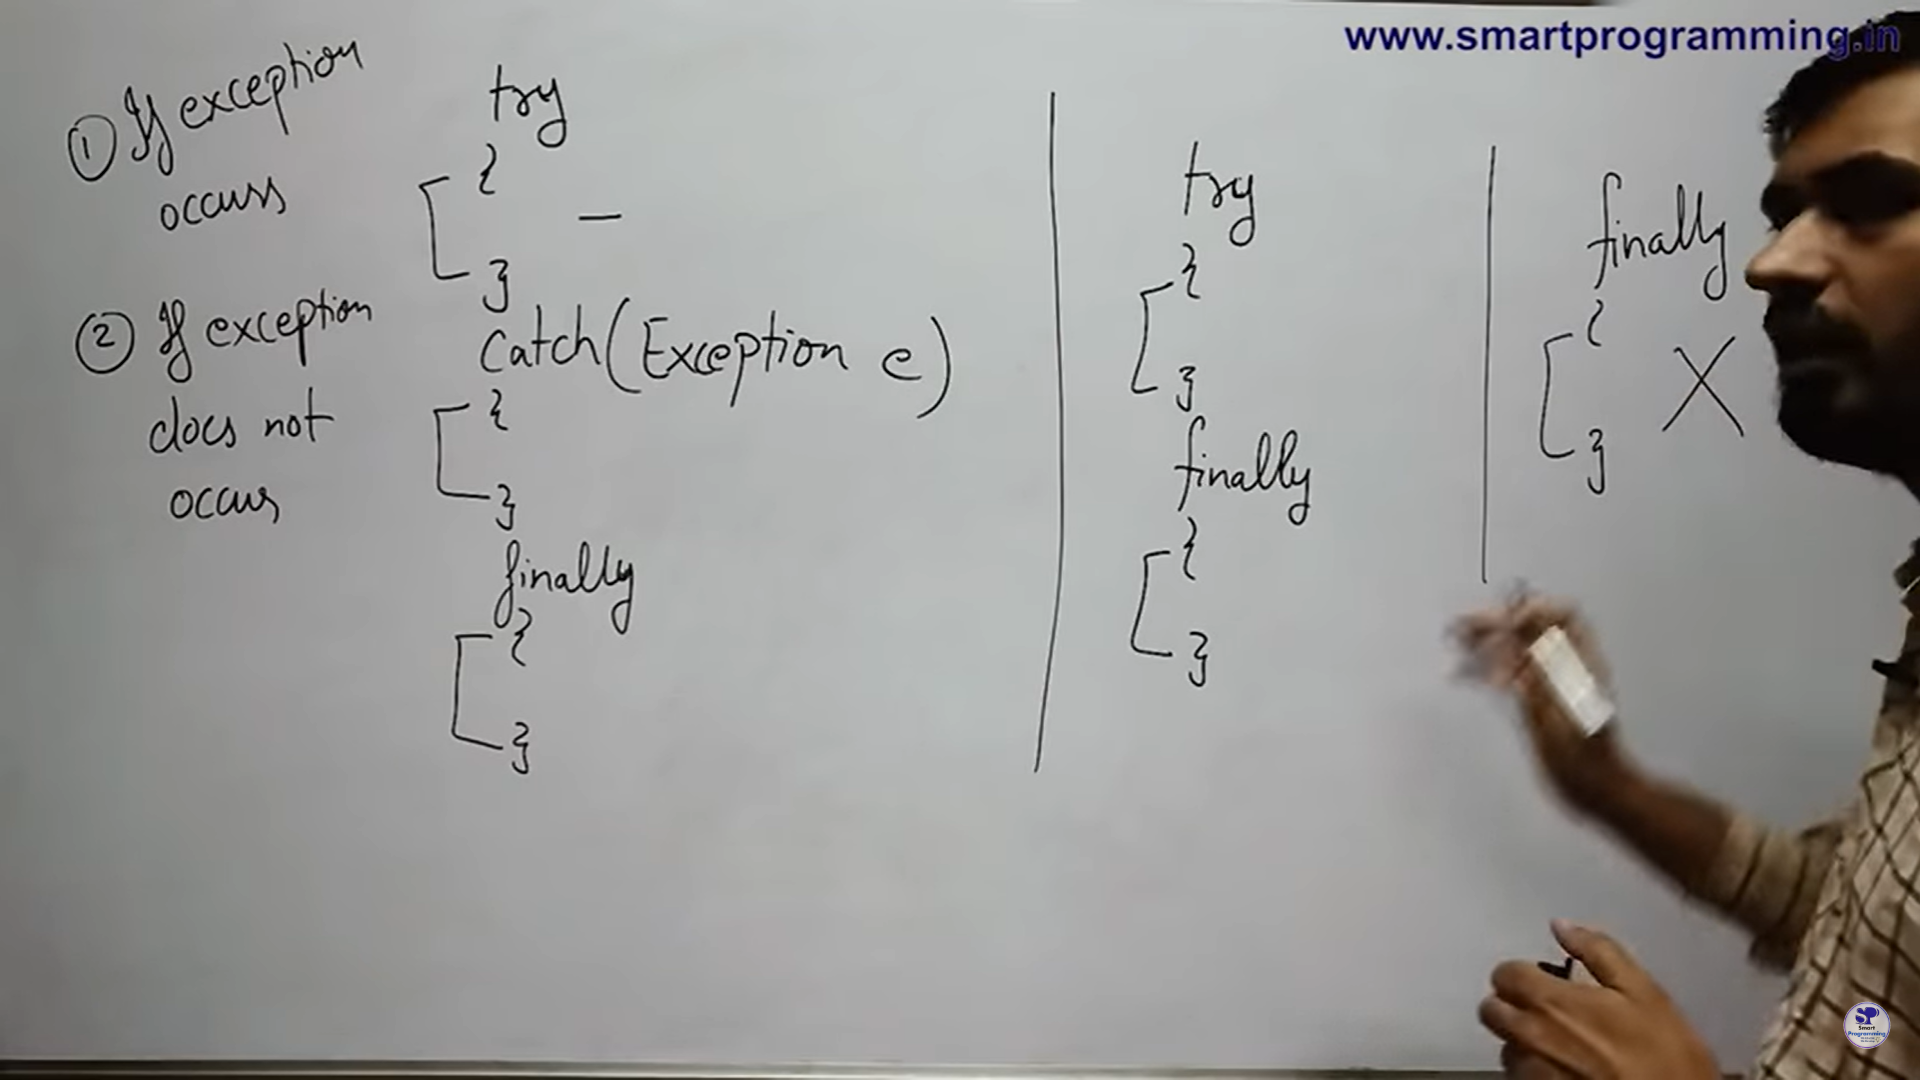 www.smartprogramming.in
① If exception
occurs
② If exception
does not
occurs
try
{
—
}
catch(Exception e)
{
}
finally
{
}
try
{
}
finally
{
}
finally
{
X
}
SP
Smart
Programming